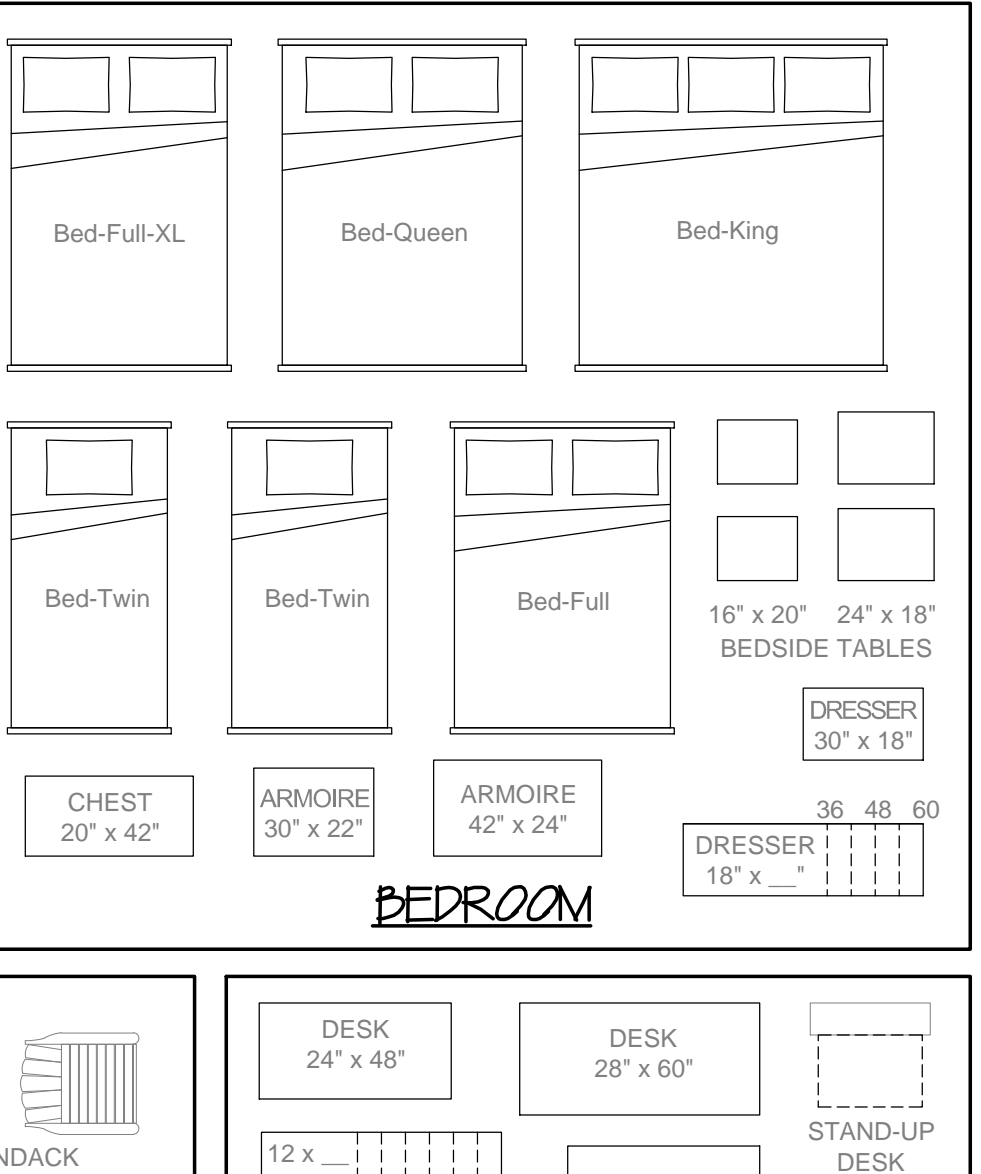 Bed-Full-XL
Bed-Queen
Bed-King
Bed-Twin
Bed-Twin
Bed-Full
16" x 20"
24" x 18"
BEDSIDE TABLES
DRESSER
30" x 18"
CHEST
20" x 42"
ARMOIRE
30" x 22"
ARMOIRE
42" x 24"
36 48 60
DRESSER
18" x __"
BEDROOM
NDACK
DESK
24" x 48"
DESK
28" x 60"
STAND-UP
DESK
12 x __